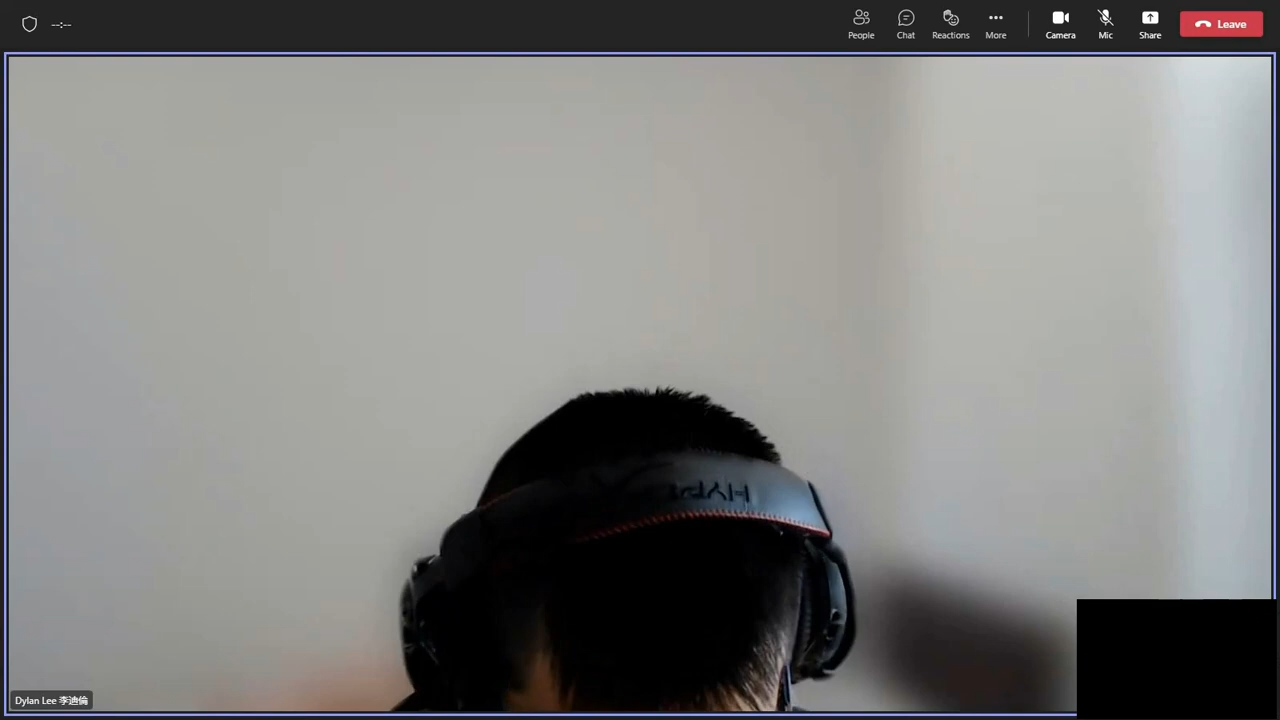 --:--
People
Chat
Reactions
More
Camera
Mic
Share
Leave
Dylan Lee 李迪倫